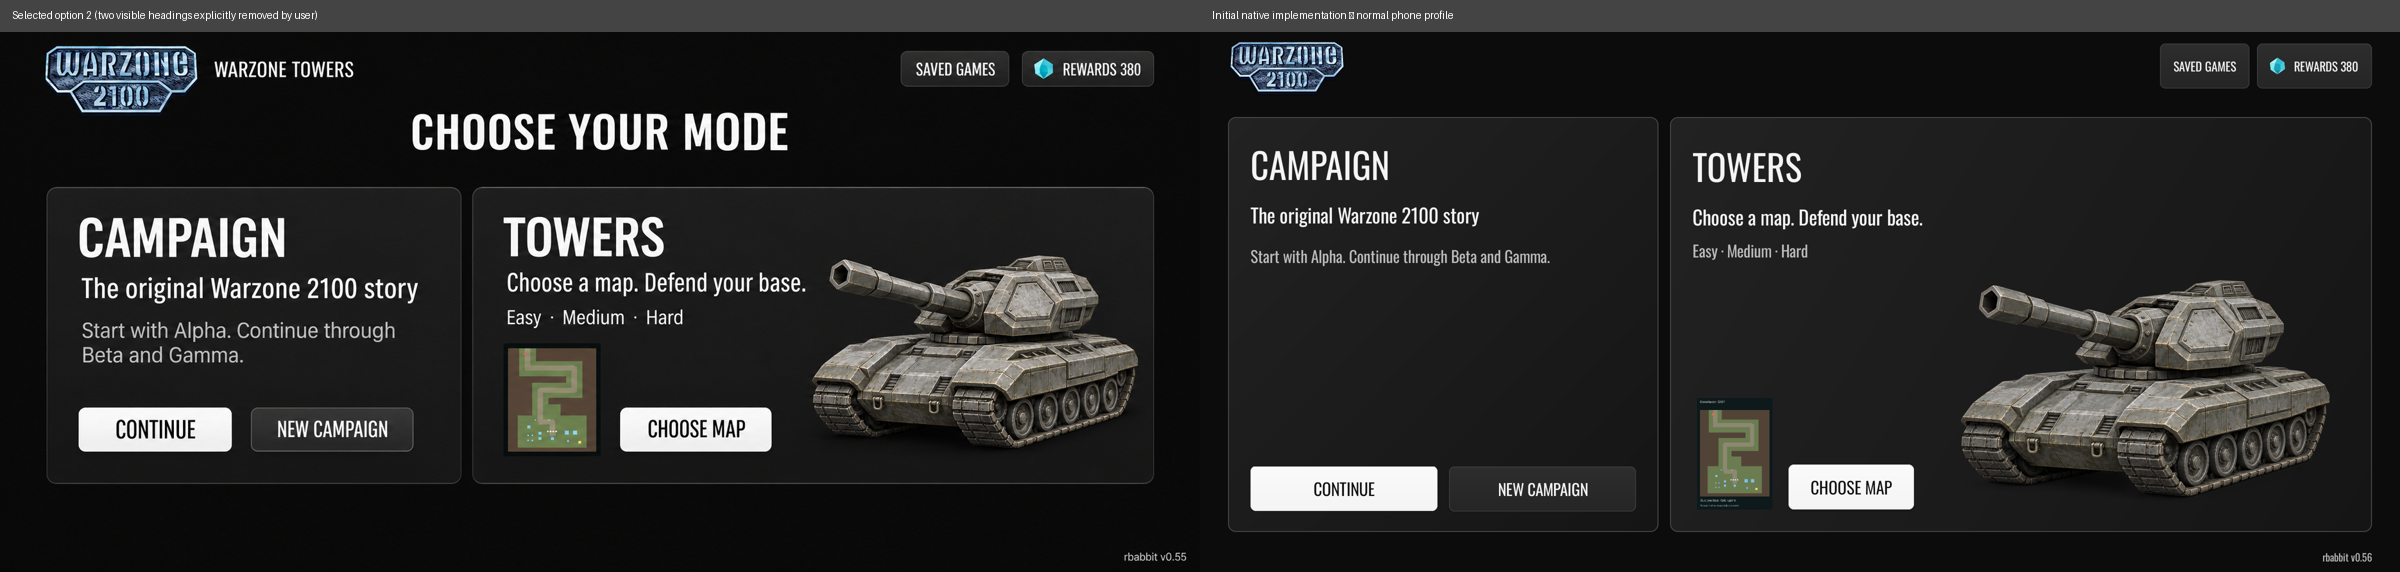 Selected option 2 (two visible headings explicitly removed by user)
WARZONE
2100
WARZONE TOWERS
SAVED GAMES
REWARDS 380
CHOOSE YOUR MODE
CAMPAIGN
The original Warzone 2100 story
Start with Alpha. Continue through
Beta and Gamma.
CONTINUE
NEW CAMPAIGN
TOWERS
Choose a map. Defend your base.
Easy · Medium · Hard
CHOOSE MAP
rbabbit v0.55
Initial native implementation ▯ normal phone profile
WARZONE
2100
SAVED GAMES
REWARDS 380
CAMPAIGN
The original Warzone 2100 story
Start with Alpha. Continue through Beta and Gamma.
CONTINUE
NEW CAMPAIGN
TOWERS
Choose a map. Defend your base.
Easy · Medium · Hard
CHOOSE MAP
rbabbit v0.56